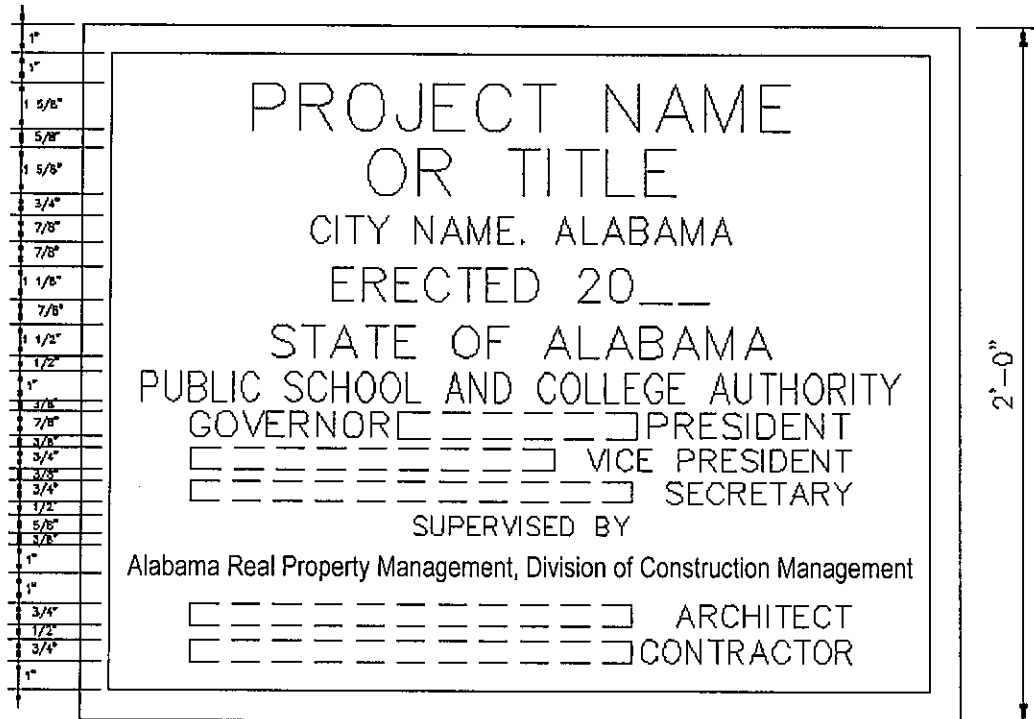 1"
1"
1 5/8"
5/8"
1 5/8"
3/4"
7/8"
7/8"
1 1/8"
7/8"
1 1/2"
1/2"
1"
3/8"
7/8"
3/8"
3/4"
3/8"
3/4"
1/2"
5/8"
3/8"
1"
1"
3/4"
1/2"
3/4"
1"
PROJECT NAME
OR TITLE
CITY NAME. ALABAMA
ERECTED 20__
STATE OF ALABAMA
PUBLIC SCHOOL AND COLLEGE AUTHORITY
GOVERNOR PRESIDENT
VICE PRESIDENT
SECRETARY
SUPERVISED BY
Alabama Real Property Management, Division of Construction Management
ARCHITECT
CONTRACTOR
2'-0"